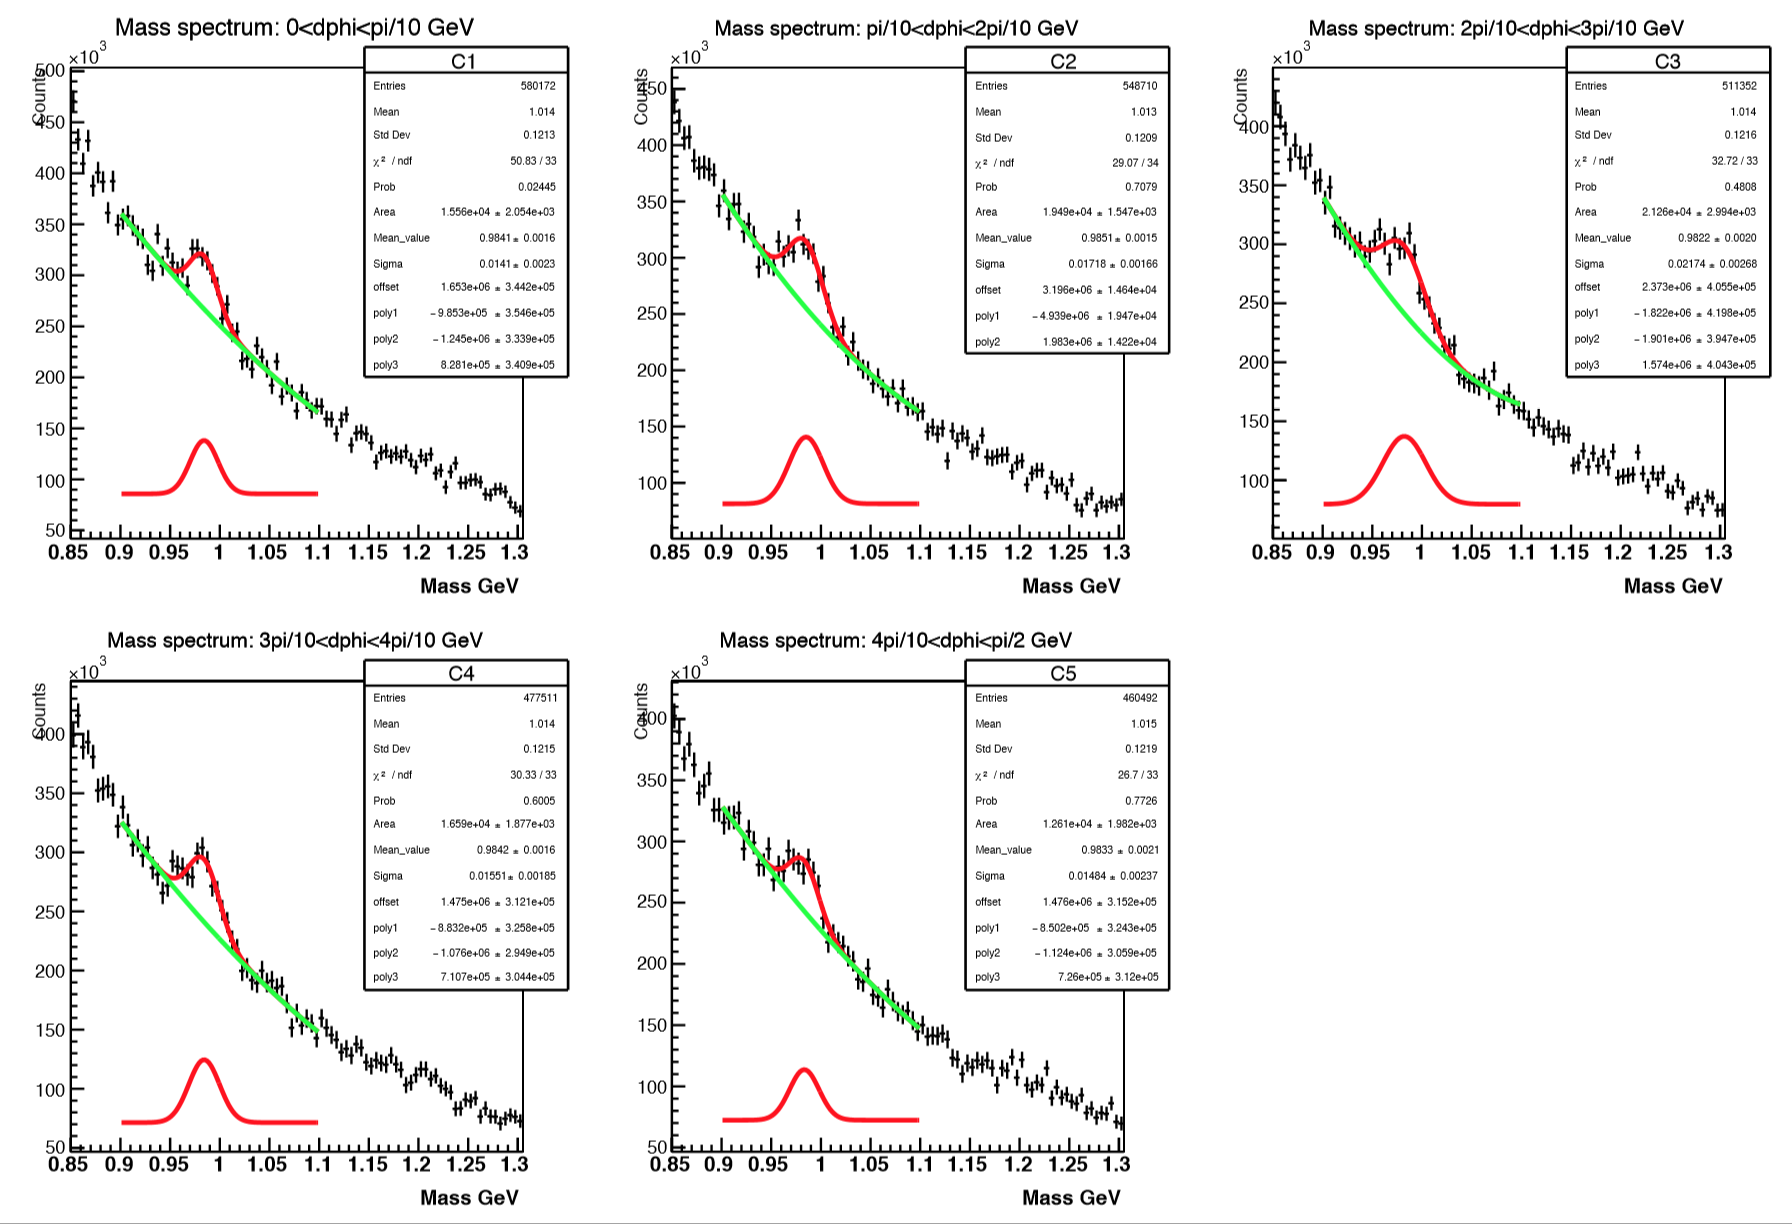 Mass spectrum: 0<dphi<pi/10 GeV
×10³
Counts
500
450
400
350
300
250
200
150
100
50
0.85 0.9 0.95 1 1.05 1.1 1.15 1.2 1.25 1.3
Mass GeV
C1
Entries 580172
Mean 1.014
Std Dev 0.1213
χ² / ndf 50.83 / 33
Prob 0.02445
Area 1.556e+04 ± 2.054e+03
Mean_value 0.9841 ± 0.0016
Sigma 0.0141 ± 0.0023
offset 1.653e+06 ± 3.442e+05
poly1 −9.853e+05 ± 3.546e+05
poly2 −1.245e+06 ± 3.339e+05
poly3 8.281e+05 ± 3.409e+05
Mass spectrum: pi/10<dphi<2pi/10 GeV
×10³
Counts
450
400
350
300
250
200
150
100
0.85 0.9 0.95 1 1.05 1.1 1.15 1.2 1.25 1.3
Mass GeV
C2
Entries 548710
Mean 1.013
Std Dev 0.1209
χ² / ndf 29.07 / 34
Prob 0.7079
Area 1.949e+04 ± 1.547e+03
Mean_value 0.9851 ± 0.0015
Sigma 0.01718 ± 0.00166
offset 3.196e+06 ± 1.464e+04
poly1 −4.939e+06 ± 1.947e+04
poly2 1.983e+06 ± 1.422e+04
Mass spectrum: 2pi/10<dphi<3pi/10 GeV
×10³
Counts
400
350
300
250
200
150
100
0.85 0.9 0.95 1 1.05 1.1 1.15 1.2 1.25 1.3
Mass GeV
C3
Entries 511352
Mean 1.014
Std Dev 0.1216
χ² / ndf 32.72 / 33
Prob 0.4808
Area 2.126e+04 ± 2.994e+03
Mean_value 0.9822 ± 0.0020
Sigma 0.02174 ± 0.00268
offset 2.373e+06 ± 4.055e+05
poly1 −1.822e+06 ± 4.198e+05
poly2 −1.901e+06 ± 3.947e+05
poly3 1.574e+06 ± 4.043e+05
Mass spectrum: 3pi/10<dphi<4pi/10 GeV
×10³
Counts
400
350
300
250
200
150
100
50
0.85 0.9 0.95 1 1.05 1.1 1.15 1.2 1.25 1.3
Mass GeV
C4
Entries 477511
Mean 1.014
Std Dev 0.1215
χ² / ndf 30.33 / 33
Prob 0.6005
Area 1.659e+04 ± 1.877e+03
Mean_value 0.9842 ± 0.0016
Sigma 0.01551 ± 0.00185
offset 1.475e+06 ± 3.121e+05
poly1 −8.832e+05 ± 3.258e+05
poly2 −1.076e+06 ± 2.949e+05
poly3 7.107e+05 ± 3.044e+05
Mass spectrum: 4pi/10<dphi<pi/2 GeV
×10³
Counts
400
350
300
250
200
150
100
50
0.85 0.9 0.95 1 1.05 1.1 1.15 1.2 1.25 1.3
Mass GeV
C5
Entries 460492
Mean 1.015
Std Dev 0.1219
χ² / ndf 26.7 / 33
Prob 0.7726
Area 1.261e+04 ± 1.982e+03
Mean_value 0.9833 ± 0.0021
Sigma 0.01484 ± 0.00237
offset 1.476e+06 ± 3.152e+05
poly1 −8.502e+05 ± 3.243e+05
poly2 −1.124e+06 ± 3.059e+05
poly3 7.26e+05 ± 3.12e+05